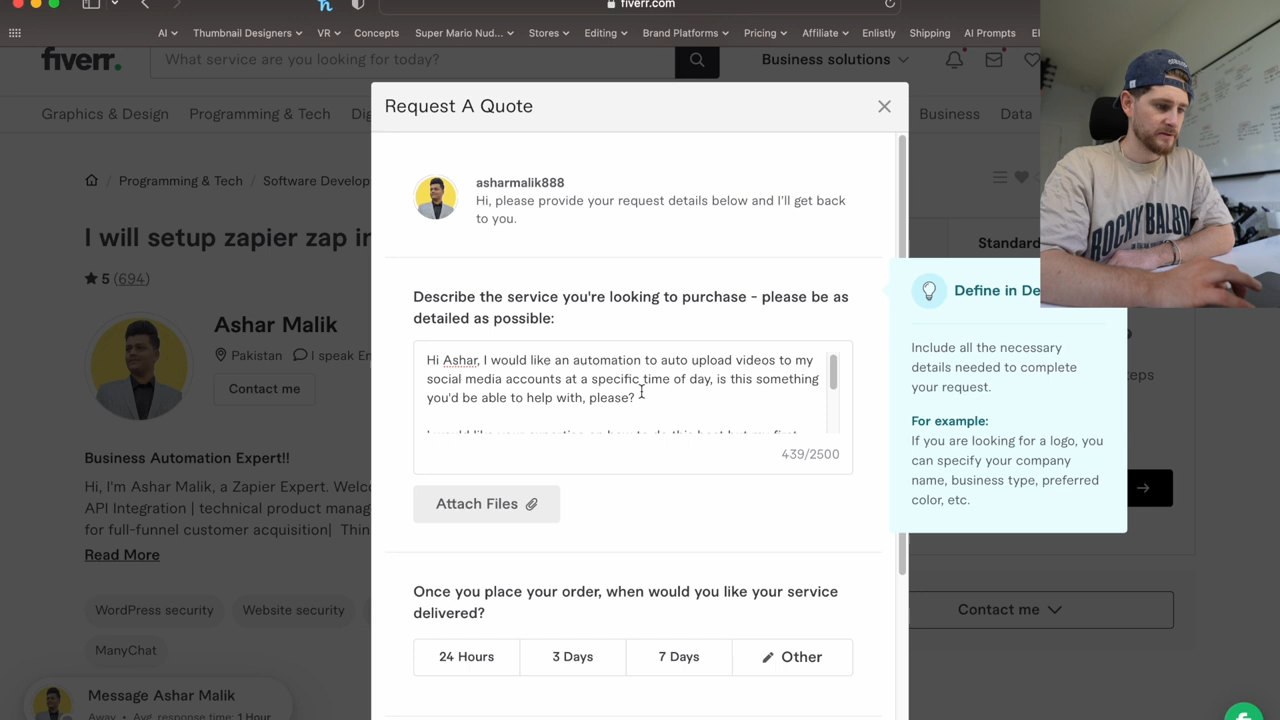 fiverr.com
AI
Thumbnail Designers
VR
Concepts
Super Mario Nud...
Stores
Editing
Brand Platforms
Pricing
Affiliate
Enlistly
Shipping
AI Prompts
fiverr.
What service are you looking for today?
Business solutions
Graphics & Design
Programming & Tech
Business
Data
Programming & Tech / Software Develop
I will setup zapier zap
5 (694)
Ashar Malik
Pakistan
I speak
Contact me
Business Automation Expert!!
Hi, I'm Ashar Malik, a Zapier Expert.
API Integration | technical product
for full-funnel customer acquisition|
Read More
WordPress security
Website security
ManyChat
Message Ashar Malik
Away • Avg. response time: 1 Hour
Request A Quote
asharmalik888
Hi, please provide your request details below and I'll get back
to you.
Describe the service you're looking to purchase - please be as
detailed as possible:
Hi Ashar, I would like an automation to auto upload videos to my
social media accounts at a specific time of day, is this something
you'd be able to help with, please?
439/2500
Attach Files
Once you place your order, when would you like your service
delivered?
24 Hours
3 Days
7 Days
Other
Standard
Define in
Include all the necessary
details needed to complete
your request.
For example:
If you are looking for a logo, you
can specify your company
name, business type, preferred
color, etc.
Contact me
ROCKY BALBO